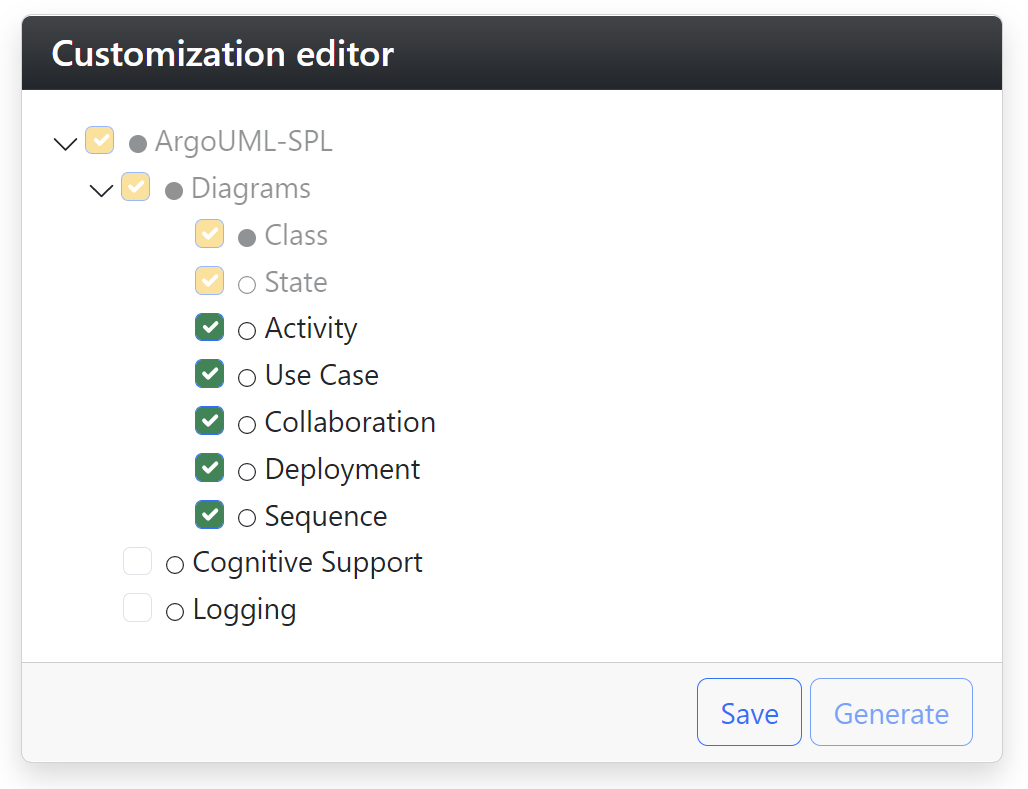 Customization editor
ArgoUML-SPL
Diagrams
Class
State
Activity
Use Case
Collaboration
Deployment
Sequence
Cognitive Support
Logging
Save Generate